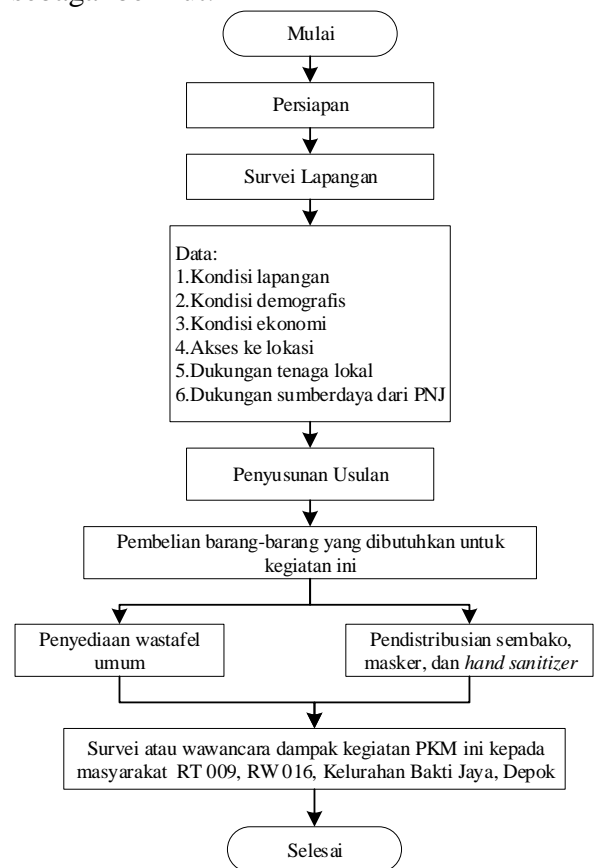 Mulai
Persiapan
Survei Lapangan
Data:
1.Kondisi lapangan
2.Kondisi demografis
3.Kondisi ekonomi
4.Akses ke lokasi
5.Dukungan tenaga lokal
6.Dukungan sumberdaya dari PNJ
Penyusunan Usulan
Pembelian barang-barang yang dibutuhkan untuk
kegiatan ini
Penyediaan wastafel
umum
Pendistribusian sembako,
masker, dan hand sanitizer
Survei atau wawancara dampak kegiatan PKM ini kepada
masyarakat RT 009, RW 016, Kelurahan Bakti Jaya, Depok
Selesai